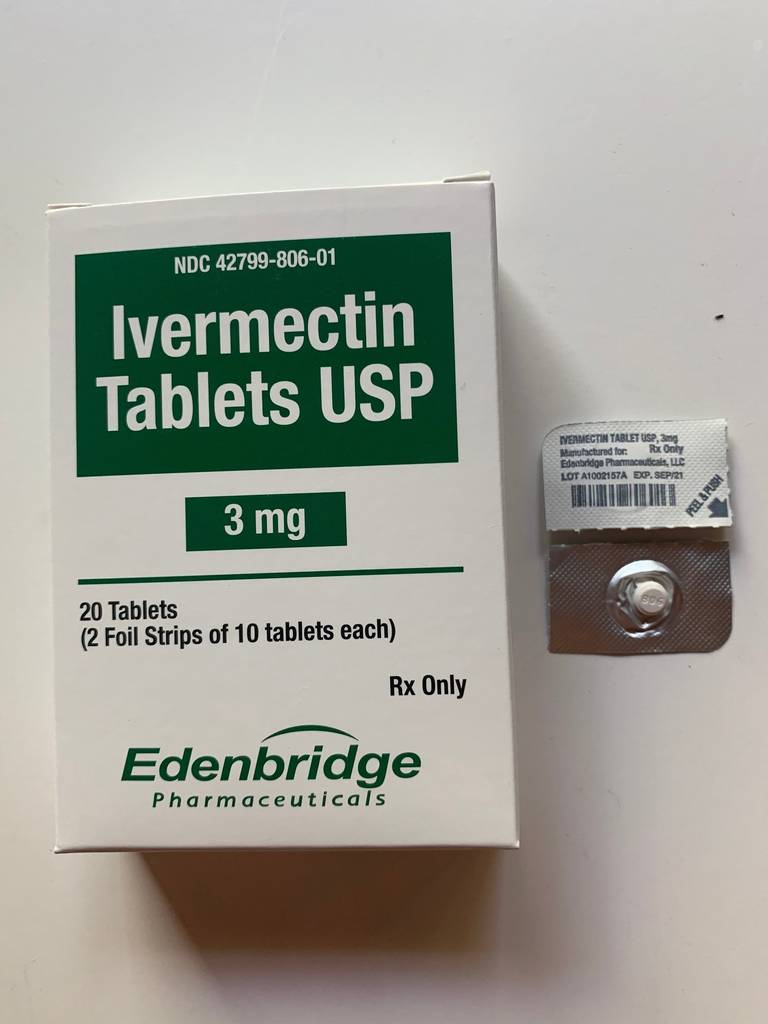 NDC 42799-806-01
Ivermectin
Tablets USP
3 mg
20 Tablets
(2 Foil Strips of 10 tablets each)
Rx Only
Edenbridge
Pharmaceuticals
IVERMECTIN TABLET USP, 3mg
Manufactured for: Rx Only
Edenbridge Pharmaceuticals, LLC
LOT A1002157A EXP. SEP/21
PEEL & PUSH
806